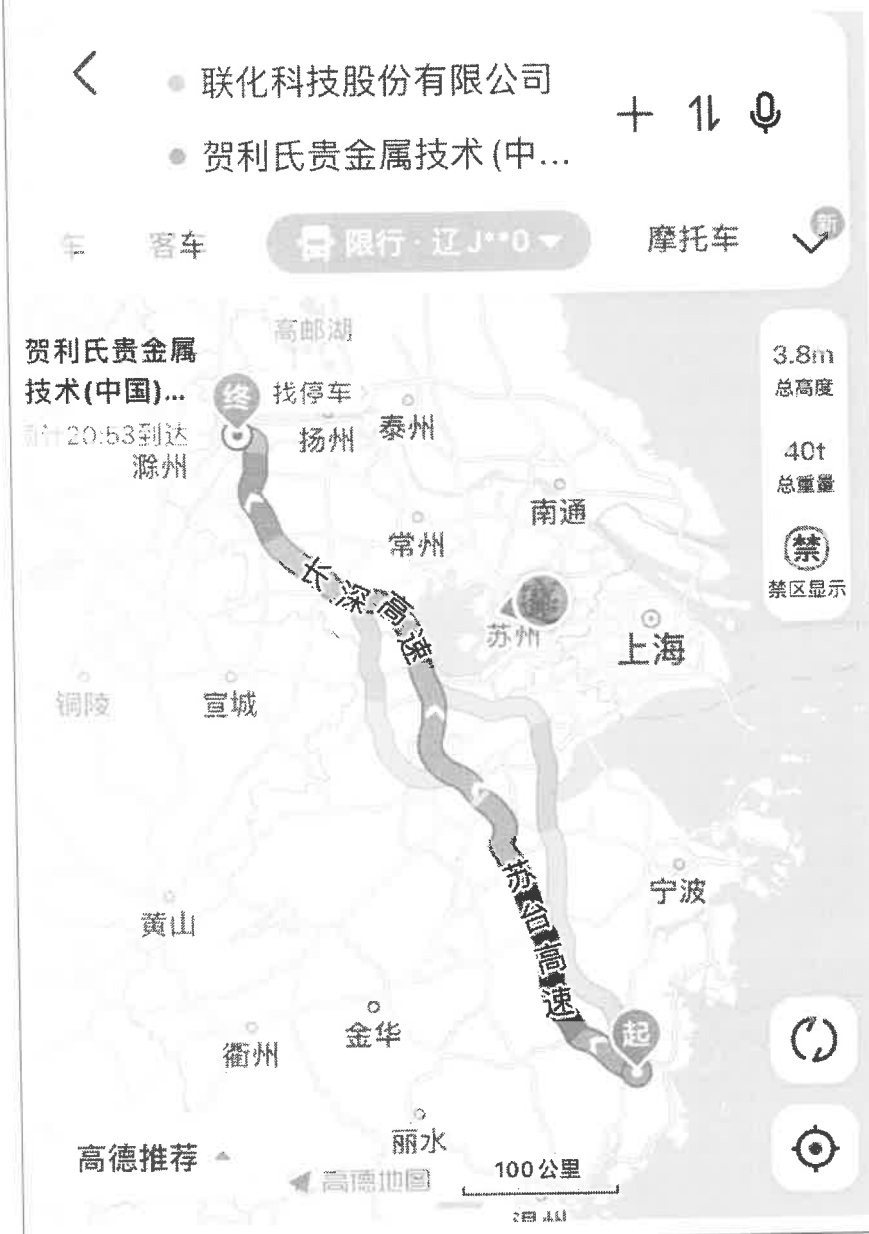 联化科技股份有限公司
贺利氏贵金属技术(中...
车
客车
限行·辽J**0
摩托车
新
高邮湖
贺利氏贵金属
技术(中国)...
终
找停车
20:53到达
扬州
泰州
滁州
3.8m
总高度
40t
总重量
禁
禁区显示
南通
常州
长深高速
苏州
上海
铜陵
宣城
苏台高速
宁波
黄山
起
金华
衢州
丽水
高德推荐
高德地图
100公里